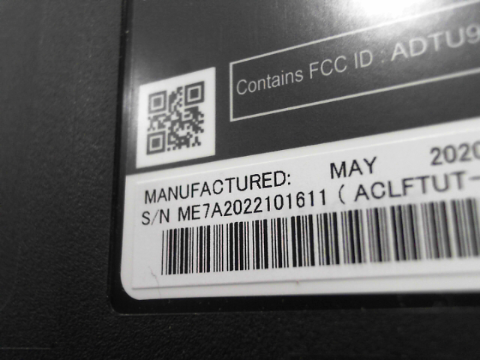 Contains FCC ID : ADTU9
MANUFACTURED: MAY 2020
S/N ME7A2022101611 ( ACLFTUT-